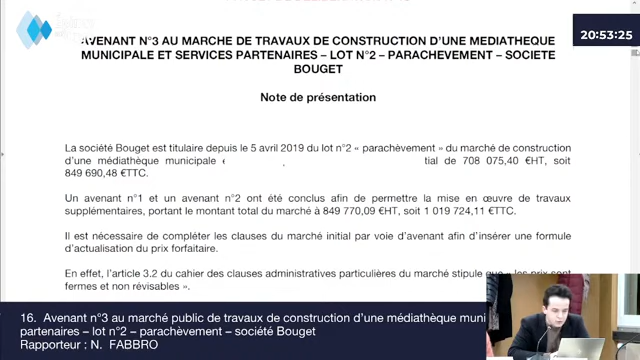 20:53:25
AVENANT N°3 AU MARCHE DE TRAVAUX DE CONSTRUCTION D'UNE MEDIATHEQUE
MUNICIPALE ET SERVICES PARTENAIRES – LOT N°2 – PARACHEVEMENT – SOCIETE
BOUGET
Note de présentation
La société Bouget est titulaire depuis le 5 avril 2019 du lot n°2 « parachèvement » du marché de construction
d'une médiathèque municipale de 708 075,40 €HT, soit
849 690,48 €TTC.
Un avenant n°1 et un avenant n°2 ont été conclus afin de permettre la mise en œuvre de travaux
supplémentaires, portant le montant total du marché à 849 770,09 €HT, soit 1 019 724,11 €TTC.
Il est nécessaire de compléter les clauses du marché initial par voie d'avenant afin d'insérer une formule
d'actualisation du prix forfaitaire.
En effet, l'article 3.2 du cahier des clauses administratives particulières du marché stipule que « les prix sont
fermes et non révisables ».
16. Avenant n°3 au marché public de travaux de construction d'une médiathèque muni
partenaires – lot n°2 – parachèvement – société Bouget
Rapporteur : N. FABBRO